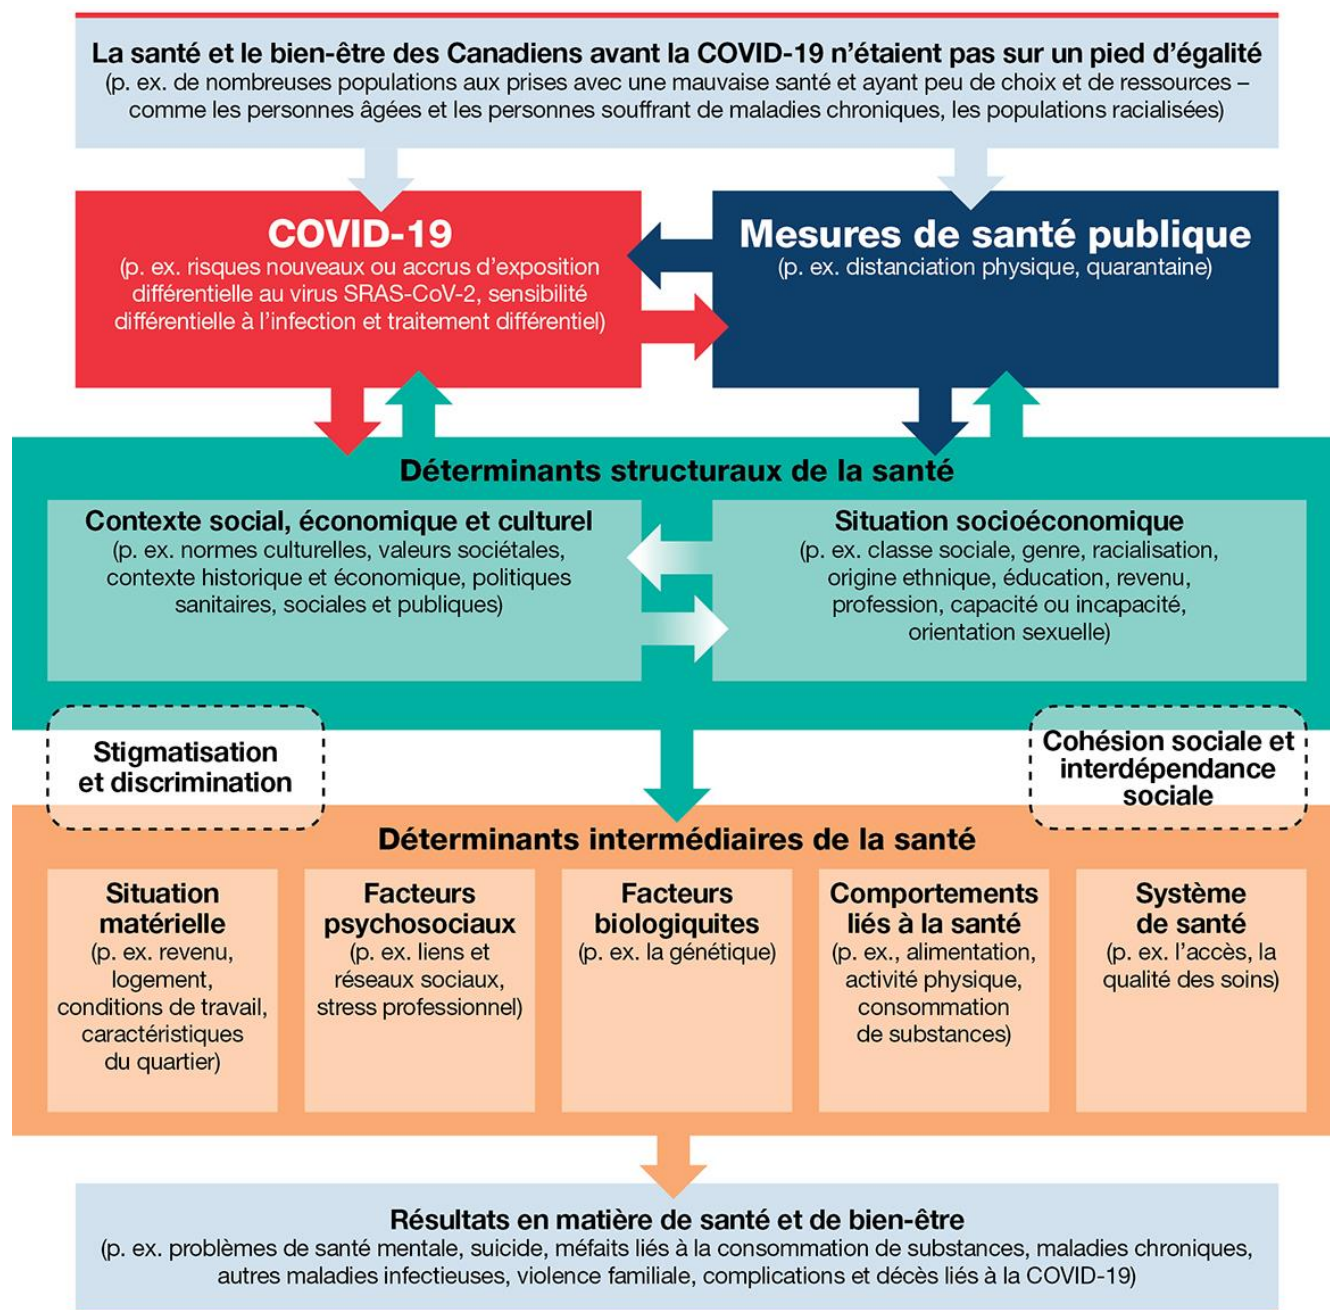 La santé et le bien-être des Canadiens avant la COVID-19 n’étaient pas sur un pied d’égalité
(p. ex. de nombreuses populations aux prises avec une mauvaise santé et ayant peu de choix et de ressources –
comme les personnes âgées et les personnes souffrant de maladies chroniques, les populations racialisées)
COVID-19
(p. ex. risques nouveaux ou accrus d’exposition
différentielle au virus SRAS-CoV-2, sensibilité
différentielle à l’infection et traitement différentiel)
Mesures de santé publique
(p. ex. distanciation physique, quarantaine)
Déterminants structuraux de la santé
Contexte social, économique et culturel
(p. ex. normes culturelles, valeurs sociétales,
contexte historique et économique, politiques
sanitaires, sociales et publiques)
Situation socioéconomique
(p. ex. classe sociale, genre, racialisation,
origine ethnique, éducation, revenu,
profession, capacité ou incapacité,
orientation sexuelle)
Stigmatisation
et discrimination
Cohésion sociale et
interdépendance
sociale
Déterminants intermédiaires de la santé
Situation
matérielle
(p. ex. revenu,
logement,
conditions de travail,
caractéristiques
du quartier)
Facteurs
psychosociaux
(p. ex. liens et
réseaux sociaux,
stress professionnel)
Facteurs
biologiquites
(p. ex. la génétique)
Comportements
liés à la santé
(p. ex., alimentation,
activité physique,
consommation
de substances)
Système
de santé
(p. ex. l’accès, la
qualité des soins)
Résultats en matière de santé et de bien-être
(p. ex. problèmes de santé mentale, suicide, méfaits liés à la consommation de substances, maladies chroniques,
autres maladies infectieuses, violence familiale, complications et décès liés à la COVID-19)